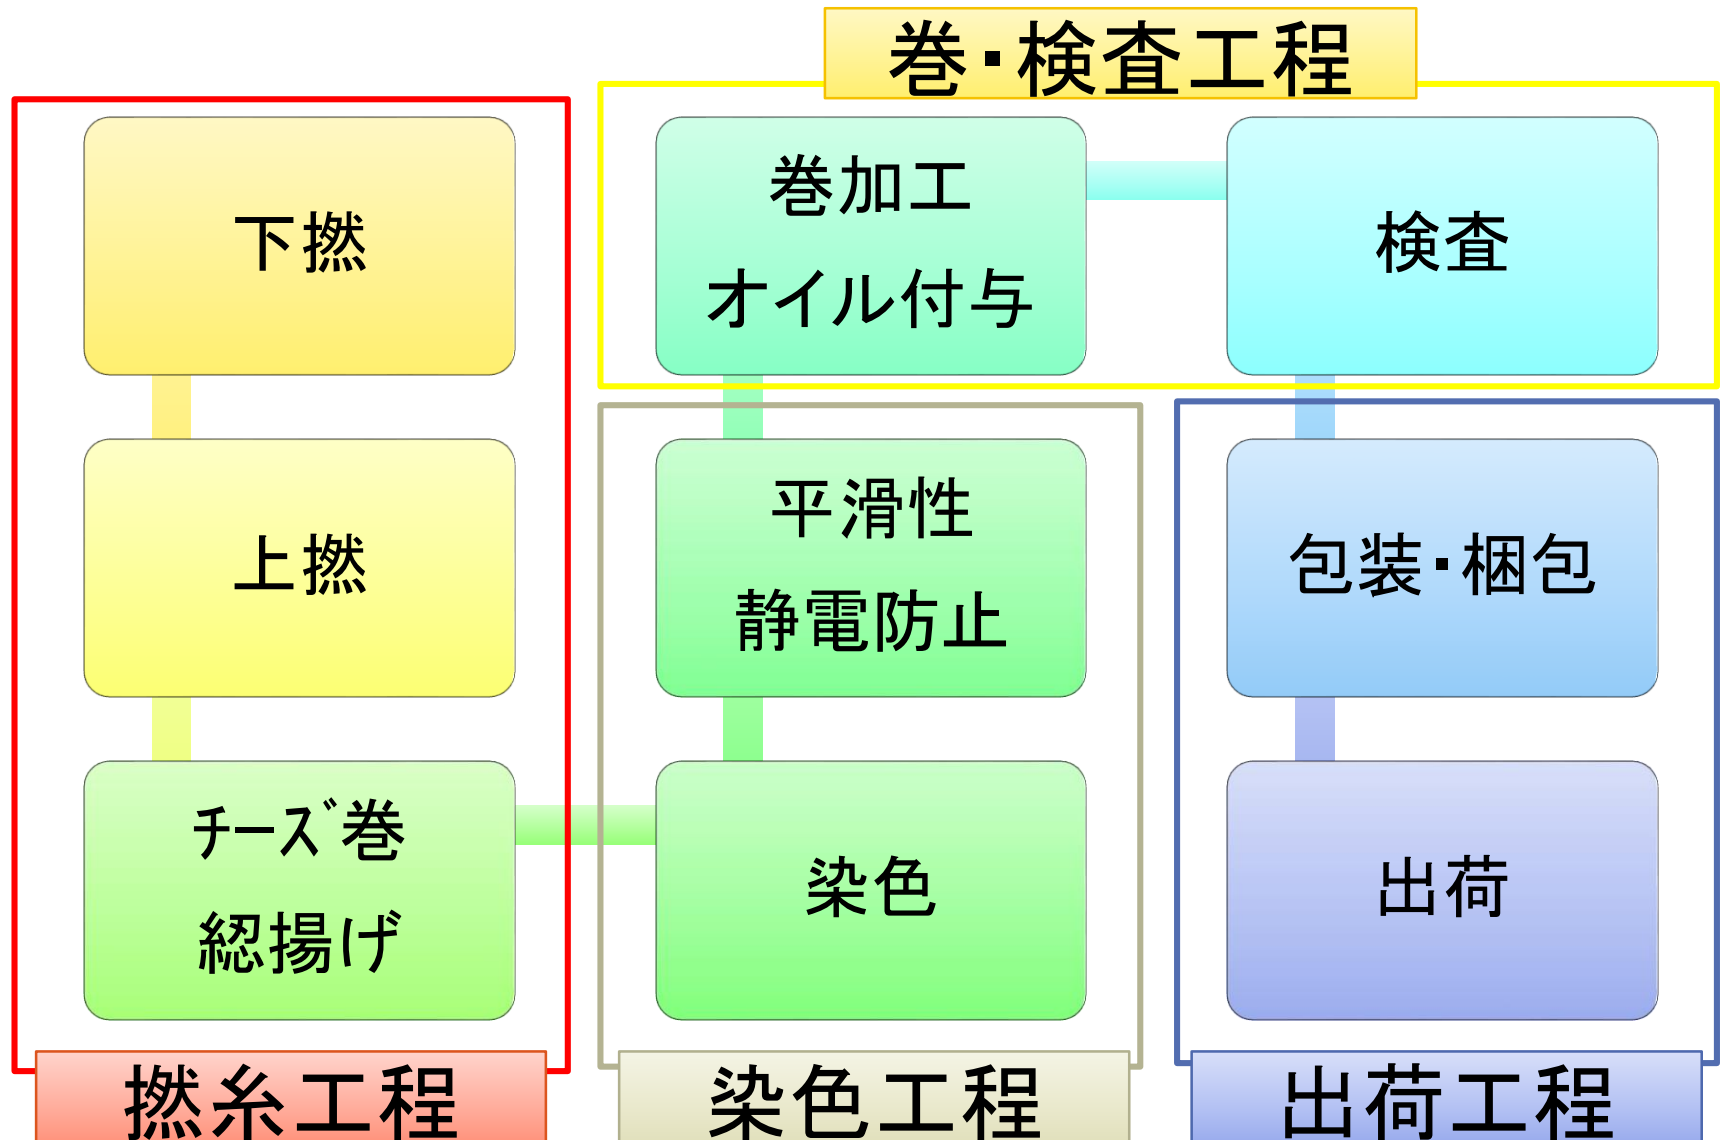 巻・検査工程
下撚
上撚
ﾁｰｽﾞ巻
綛揚げ
撚糸工程
巻加工
オイル付与
平滑性
静電防止
染色
染色工程
検査
包装・梱包
出荷
出荷工程